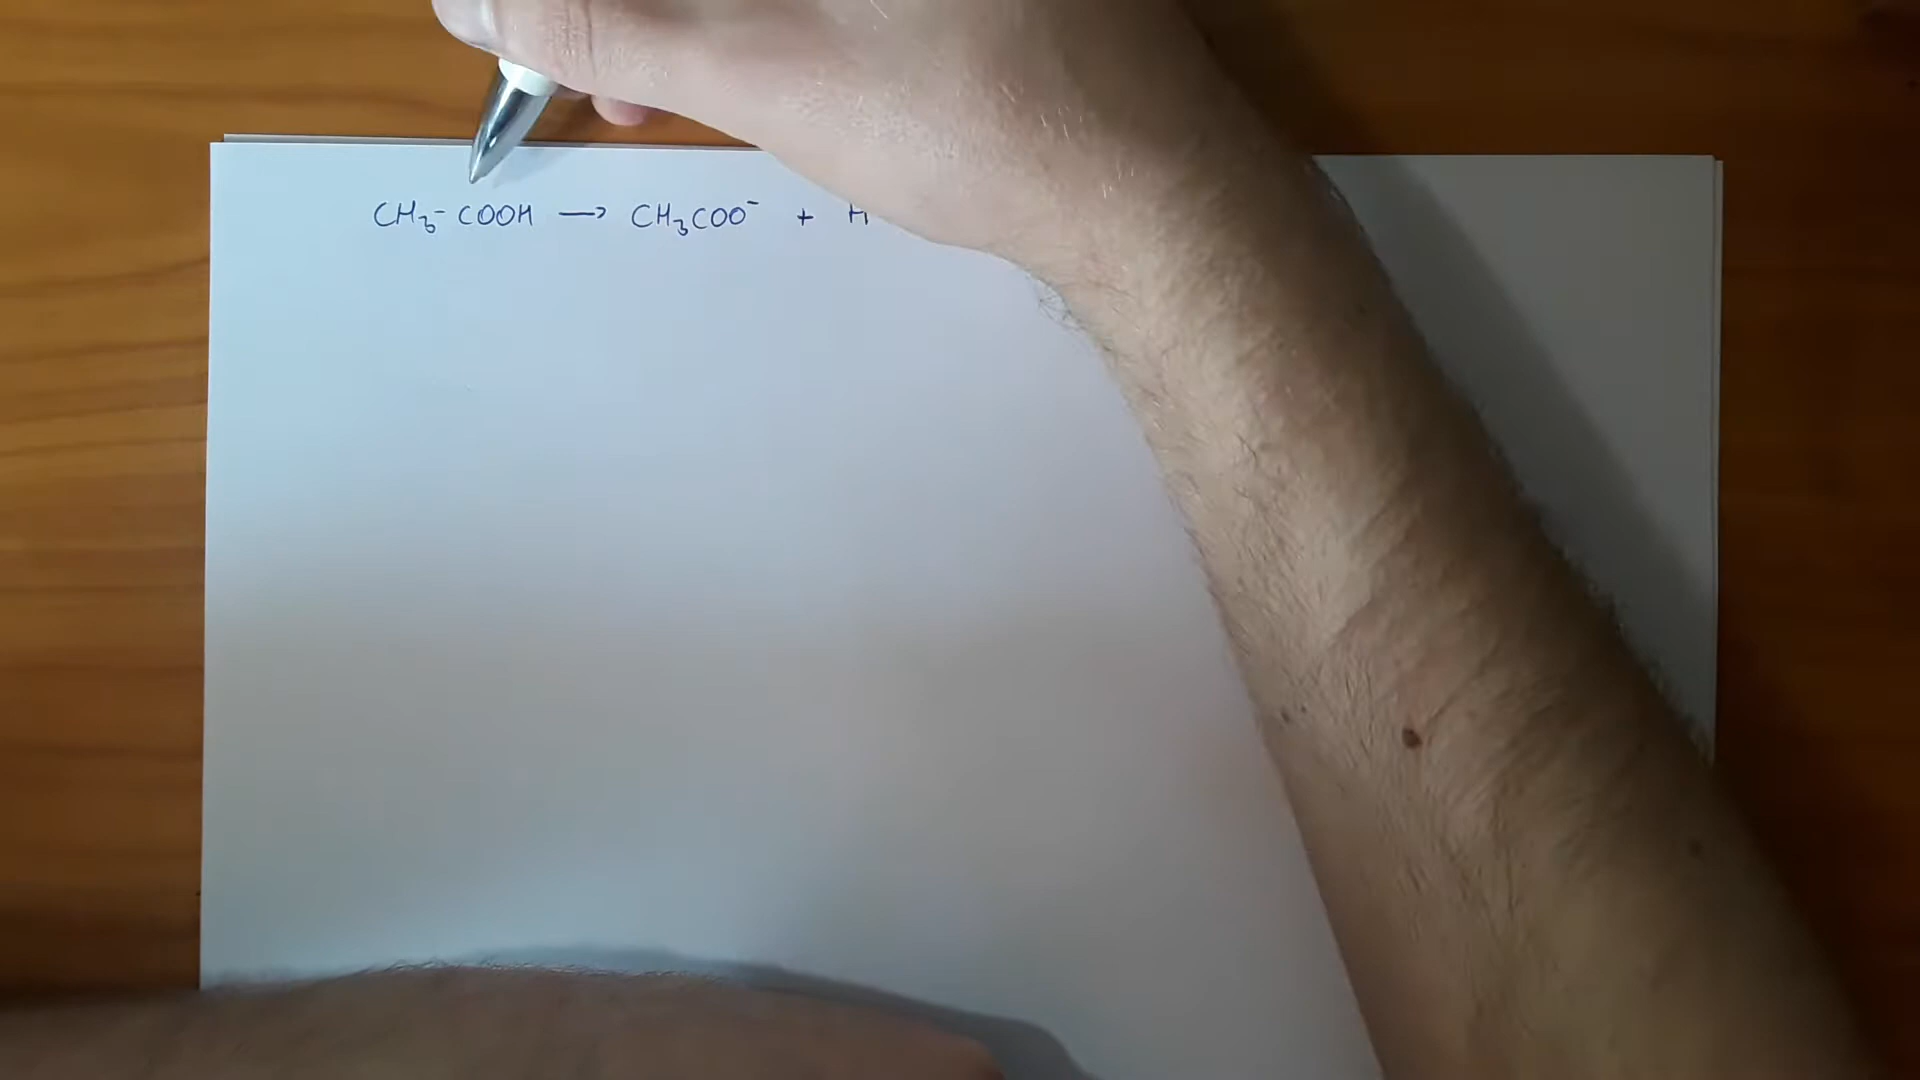 CH₃-COOH → CH₃COO⁻ + H